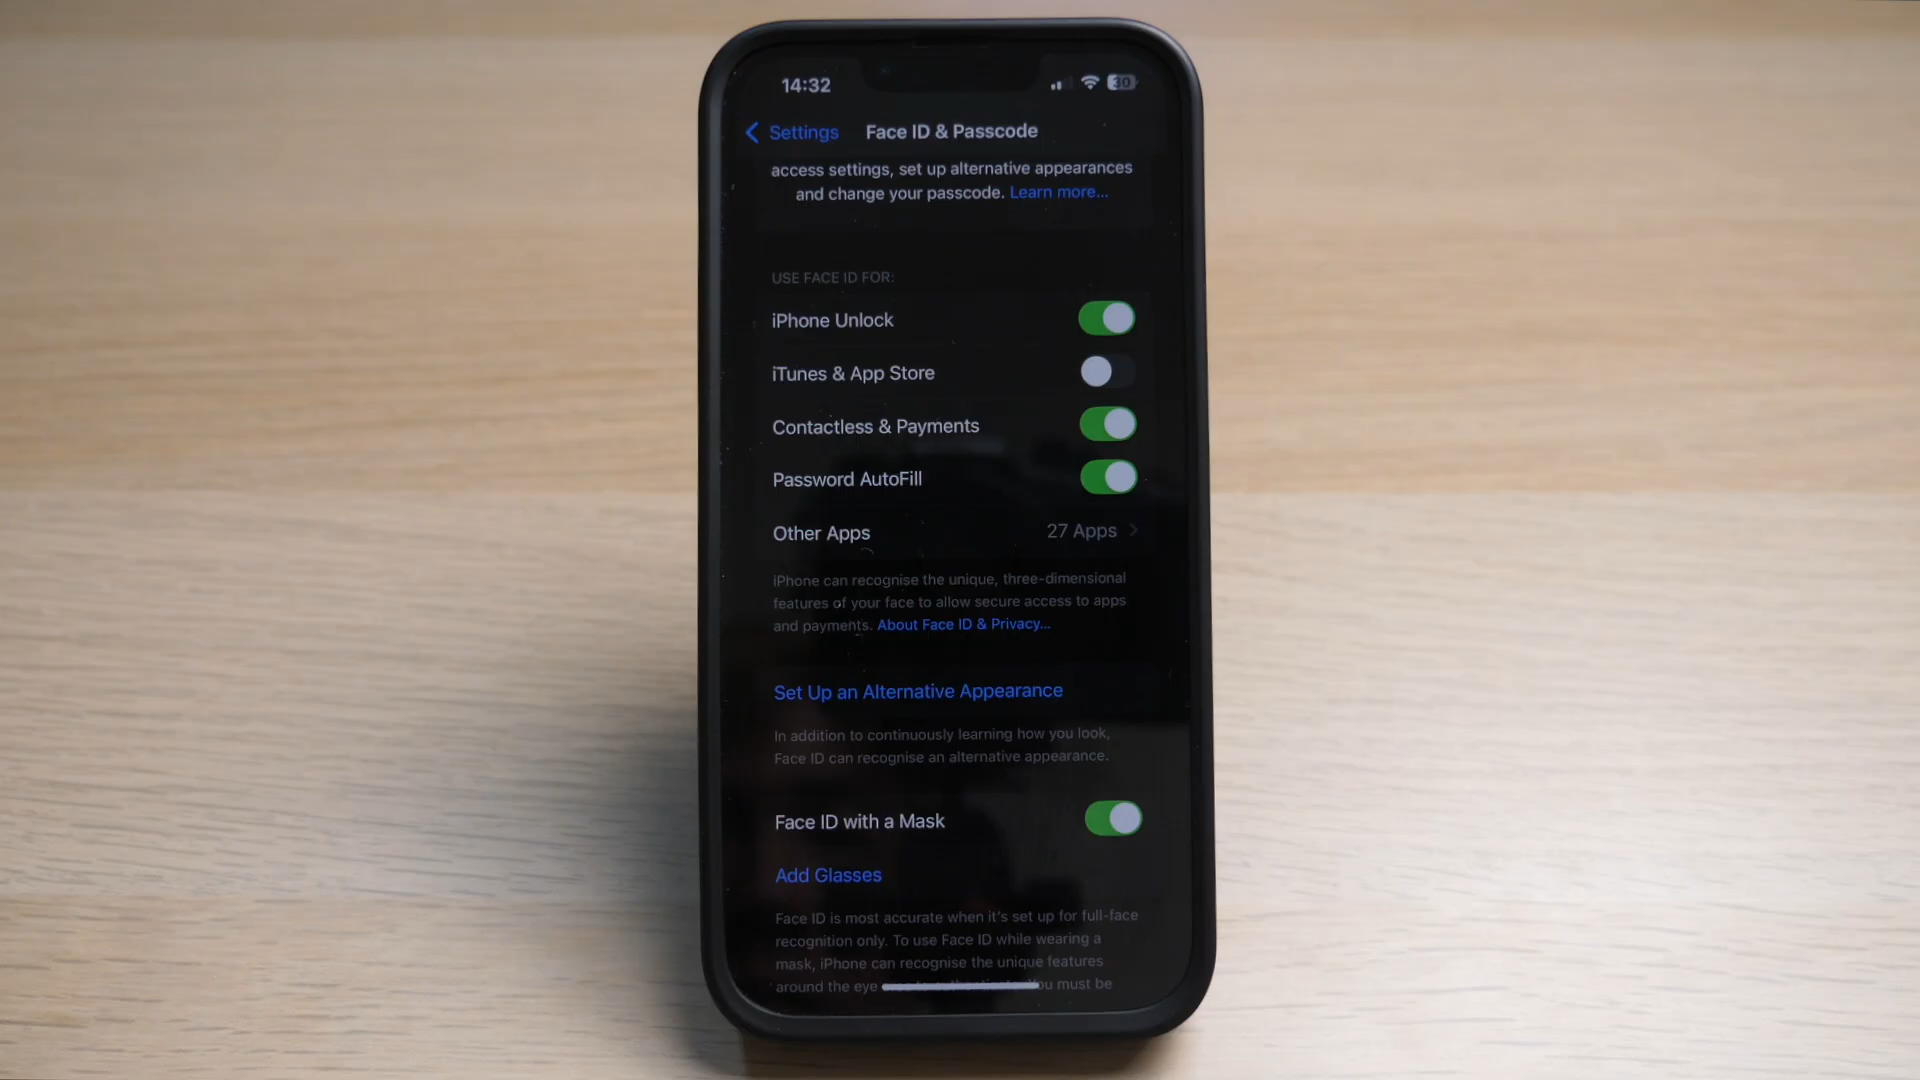 14:32
30
Settings
Face ID & Passcode
access settings, set up alternative appearances
and change your passcode. Learn more...
USE FACE ID FOR:
iPhone Unlock
iTunes & App Store
Contactless & Payments
Password AutoFill
Other Apps 27 Apps
iPhone can recognise the unique, three-dimensional
features of your face to allow secure access to apps
and payments. About Face ID & Privacy...
Set Up an Alternative Appearance
In addition to continuously learning how you look,
Face ID can recognise an alternative appearance.
Face ID with a Mask
Add Glasses
Face ID is most accurate when it's set up for full-face
recognition only. To use Face ID while wearing a
mask, iPhone can recognise the unique features
around the eye You must be